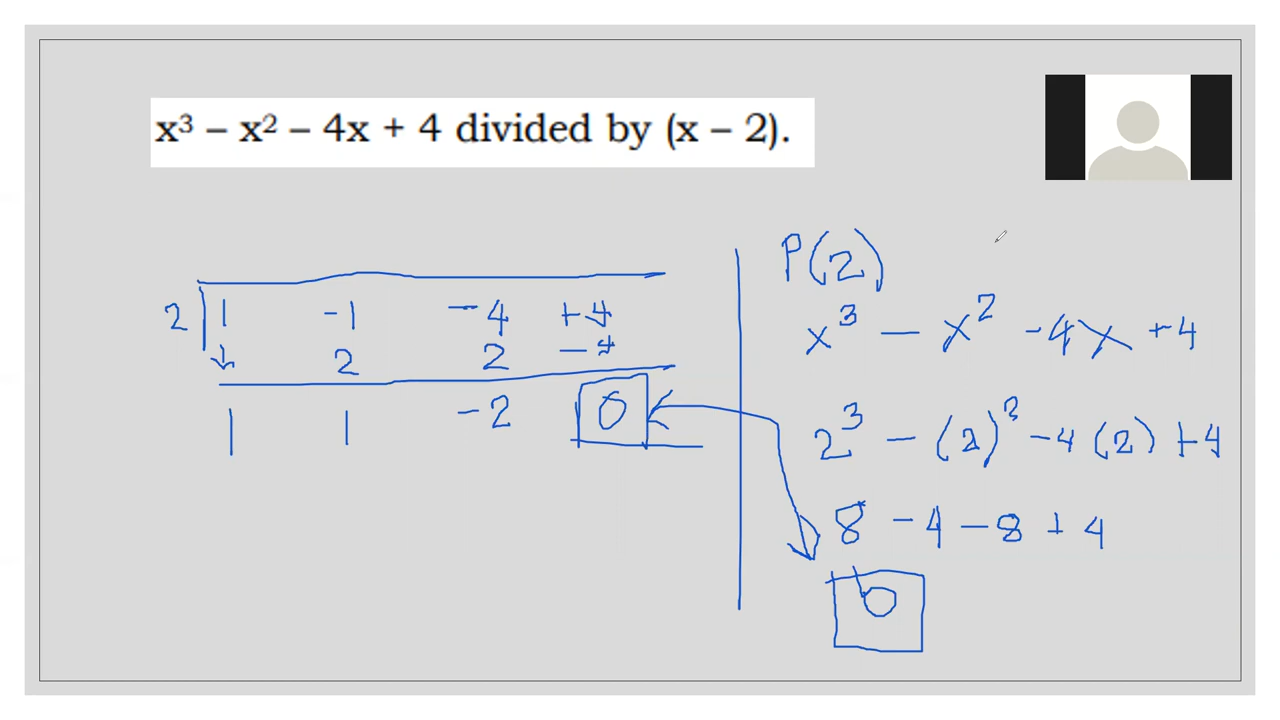 x³ – x² – 4x + 4 divided by (x – 2).
2 1 -1 -4 +4
2 2 -4
1 1 -2 0
P(2)
x³ - x² - 4x + 4
2³ - (2)² - 4 (2) + 4
8 - 4 - 8 + 4
0